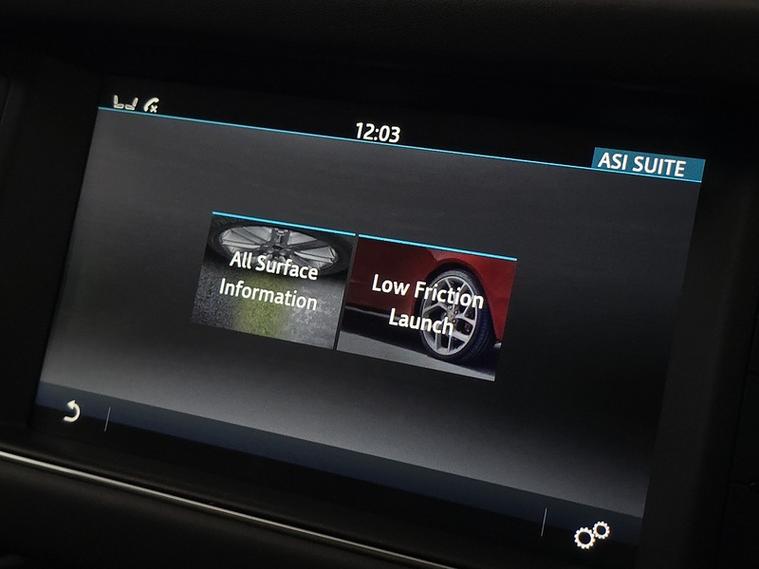 12:03
ASI SUITE
All Surface
Information
Low Friction
Launch